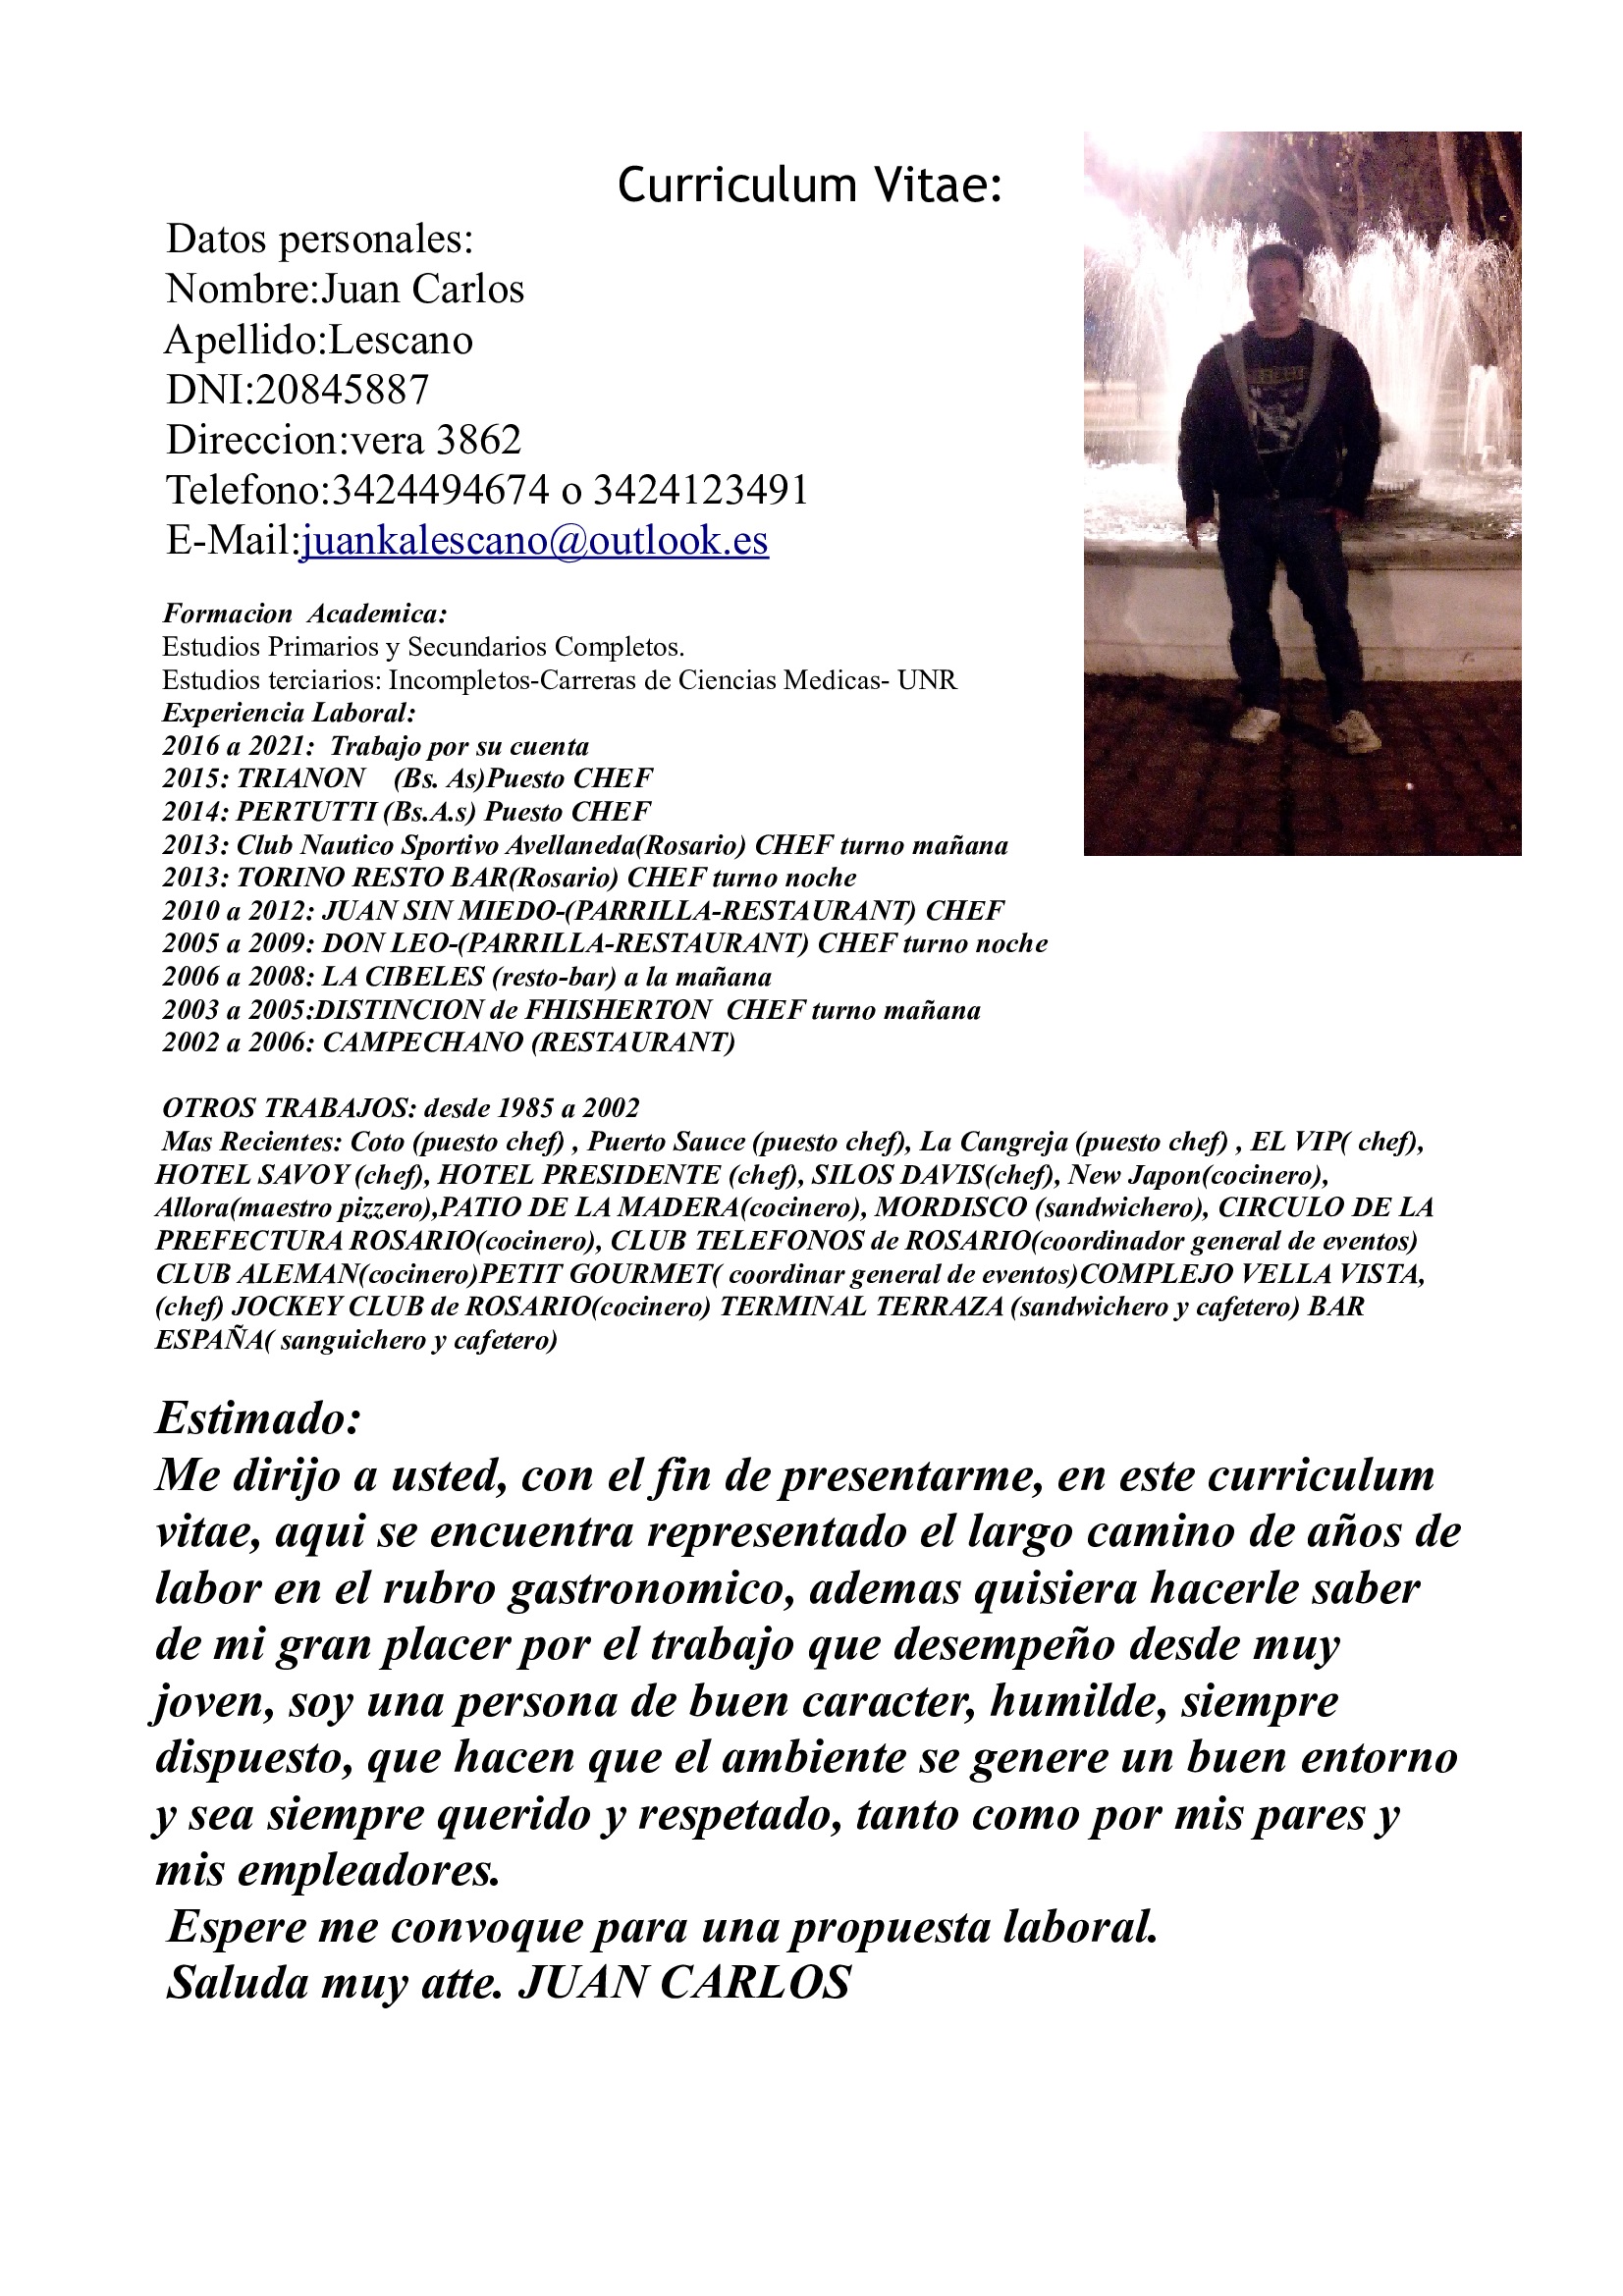 Curriculum Vitae:
Datos personales:
Nombre:Juan Carlos
Apellido:Lescano
DNI:20845887
Direccion:vera 3862
Telefono:3424494674 o 3424123491
E-Mail:juankalescano@outlook.es
Formacion  Academica:
Estudios Primarios y Secundarios Completos.
Estudios terciarios: Incompletos-Carreras de Ciencias Medicas- UNR
Experiencia Laboral:
2016 a 2021:  Trabajo por su cuenta
2015: TRIANON    (Bs. As)Puesto CHEF
2014: PERTUTTI (Bs.A.s) Puesto CHEF
2013: Club Nautico Sportivo Avellaneda(Rosario) CHEF turno mañana
2013: TORINO RESTO BAR(Rosario) CHEF turno noche
2010 a 2012: JUAN SIN MIEDO-(PARRILLA-RESTAURANT) CHEF
2005 a 2009: DON LEO-(PARRILLA-RESTAURANT) CHEF turno noche
2006 a 2008: LA CIBELES (resto-bar) a la mañana
2003 a 2005:DISTINCION de FHISHERTON  CHEF turno mañana
2002 a 2006: CAMPECHANO (RESTAURANT)
OTROS TRABAJOS: desde 1985 a 2002
Mas Recientes: Coto (puesto chef) , Puerto Sauce (puesto chef), La Cangreja (puesto chef) , EL VIP( chef),
HOTEL SAVOY (chef), HOTEL PRESIDENTE (chef), SILOS DAVIS(chef), New Japon(cocinero),
Allora(maestro pizzero),PATIO DE LA MADERA(cocinero), MORDISCO (sandwichero), CIRCULO DE LA
PREFECTURA ROSARIO(cocinero), CLUB TELEFONOS de ROSARIO(coordinador general de eventos)
CLUB ALEMAN(cocinero)PETIT GOURMET( coordinar general de eventos)COMPLEJO VELLA VISTA,
(chef) JOCKEY CLUB de ROSARIO(cocinero) TERMINAL TERRAZA (sandwichero y cafetero) BAR
ESPAÑA( sanguichero y cafetero)
Estimado:
Me dirijo a usted, con el fin de presentarme, en este curriculum
vitae, aqui se encuentra representado el largo camino de años de
labor en el rubro gastronomico, ademas quisiera hacerle saber
de mi gran placer por el trabajo que desempeño desde muy
joven, soy una persona de buen caracter, humilde, siempre
dispuesto, que hacen que el ambiente se genere un buen entorno
y sea siempre querido y respetado, tanto como por mis pares y
mis empleadores.
Espere me convoque para una propuesta laboral.
Saluda muy atte. JUAN CARLOS